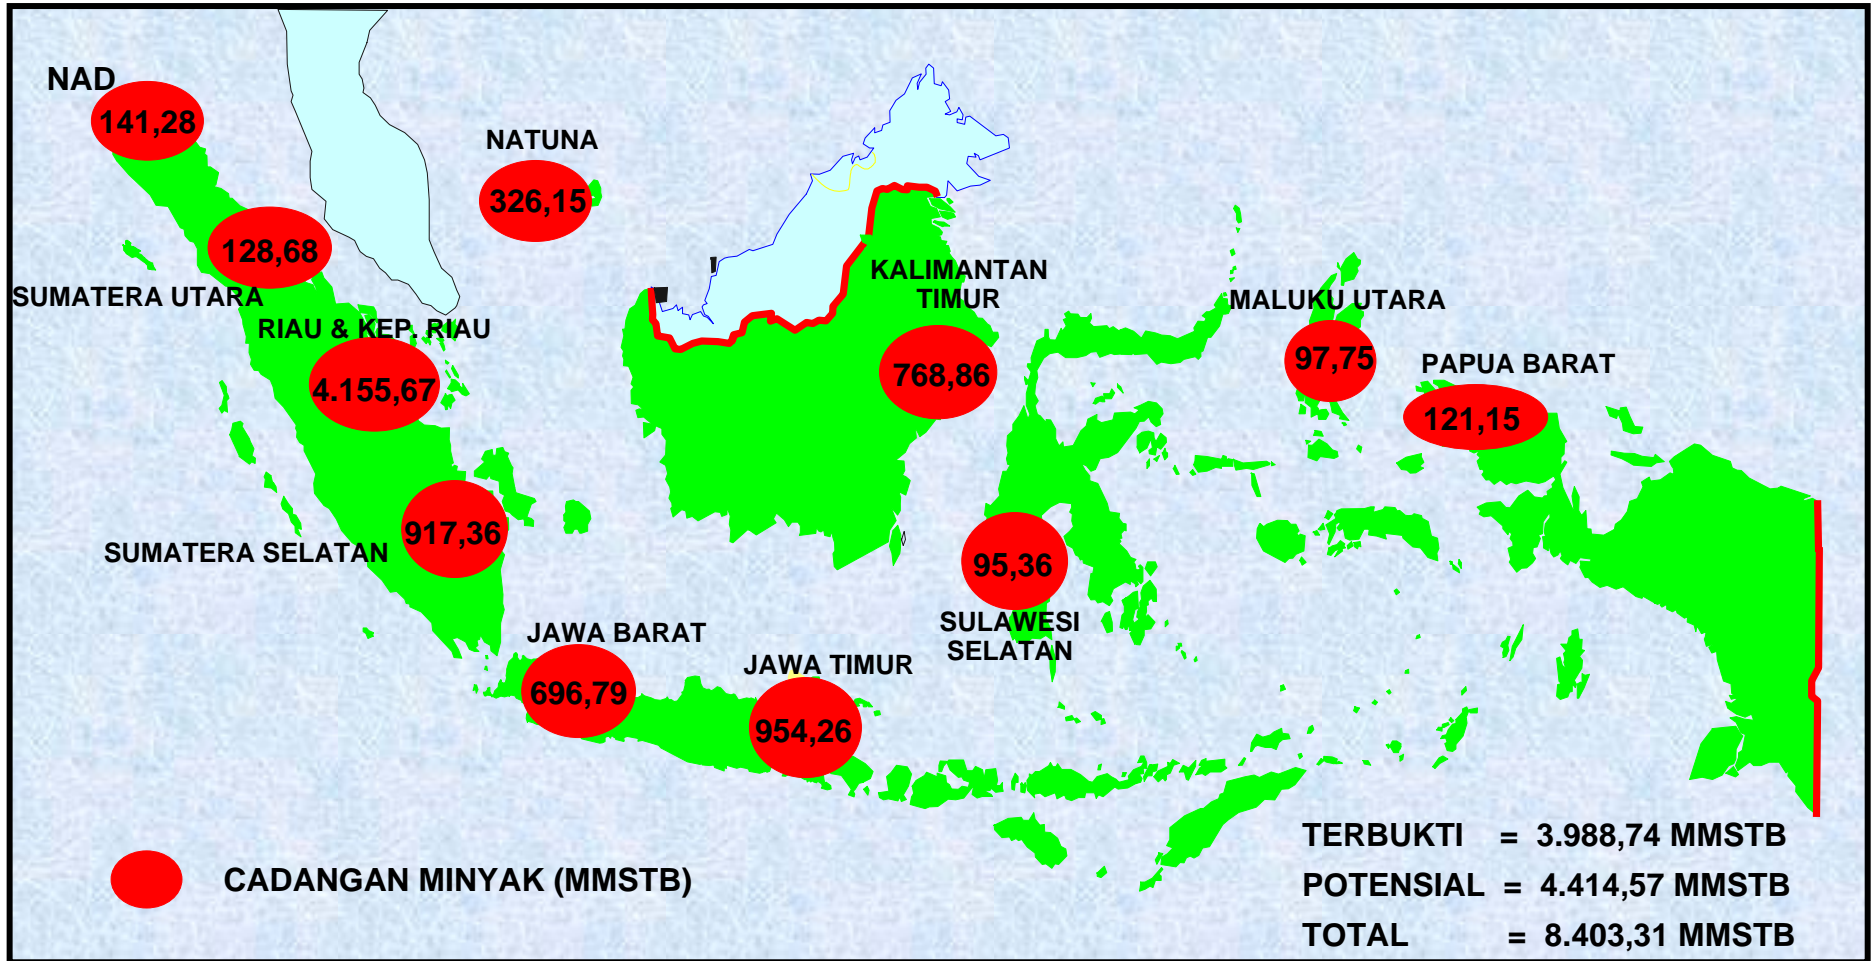 NAD
141,28
NATUNA
326,15
128,68
SUMATERA UTARA
RIAU & KEP. RIAU
4.155,67
KALIMANTAN
TIMUR
768,86
MALUKU UTARA
97,75
PAPUA BARAT
121,15
917,36
SUMATERA SELATAN
95,36
SULAWESI
SELATAN
JAWA BARAT
696,79
JAWA TIMUR
954,26
CADANGAN MINYAK (MMSTB)
TERBUKTI = 3.988,74 MMSTB
POTENSIAL = 4.414,57 MMSTB
TOTAL = 8.403,31 MMSTB